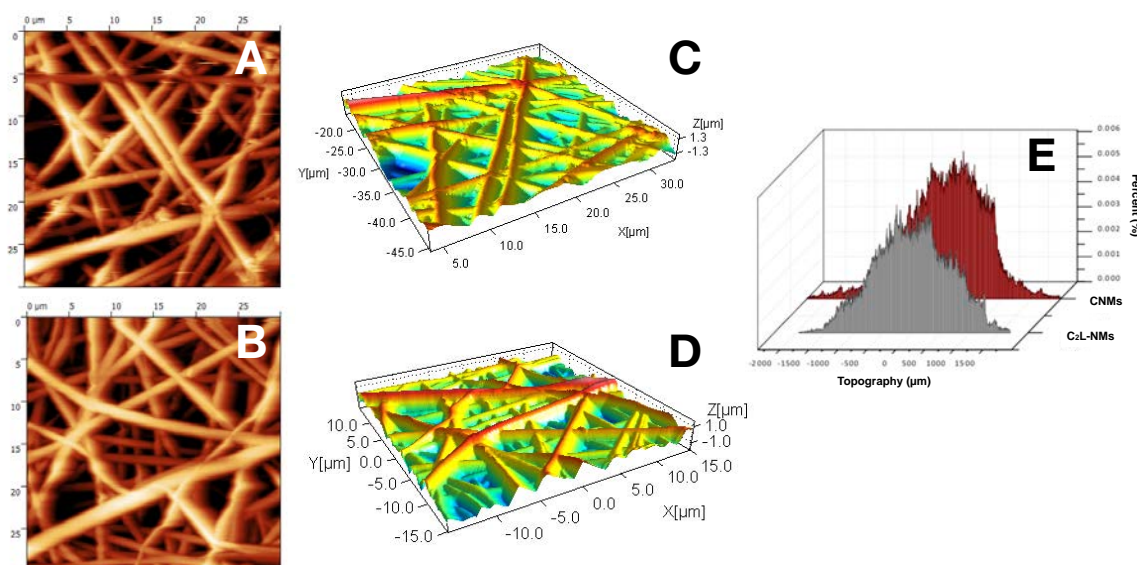 0 µm 5 10 15 20 25
0
5
10
15
20
25
A
0 µm 5 10 15 20 25
0
5
10
15
20
25
B
C
Z[µm]
1.3
-1.3
-20.0
-25.0
Y[µm]
-30.0
-35.0
-40.0
-45.0
5.0
10.0
15.0
20.0
25.0
30.0
X[µm]
D
Z[µm]
1.0
-1.0
10.0
5.0
Y[µm]
0.0
-5.0
-10.0
-15.0
-10.0
-5.0
0.0
5.0
10.0
15.0
X[µm]
E
0.006
0.005
0.004
0.003
0.002
0.001
0.000
Percent (%)
CNMs
C2L-NMs
-2000 -1500 -500 0 500 1000 1500
Topography (µm)